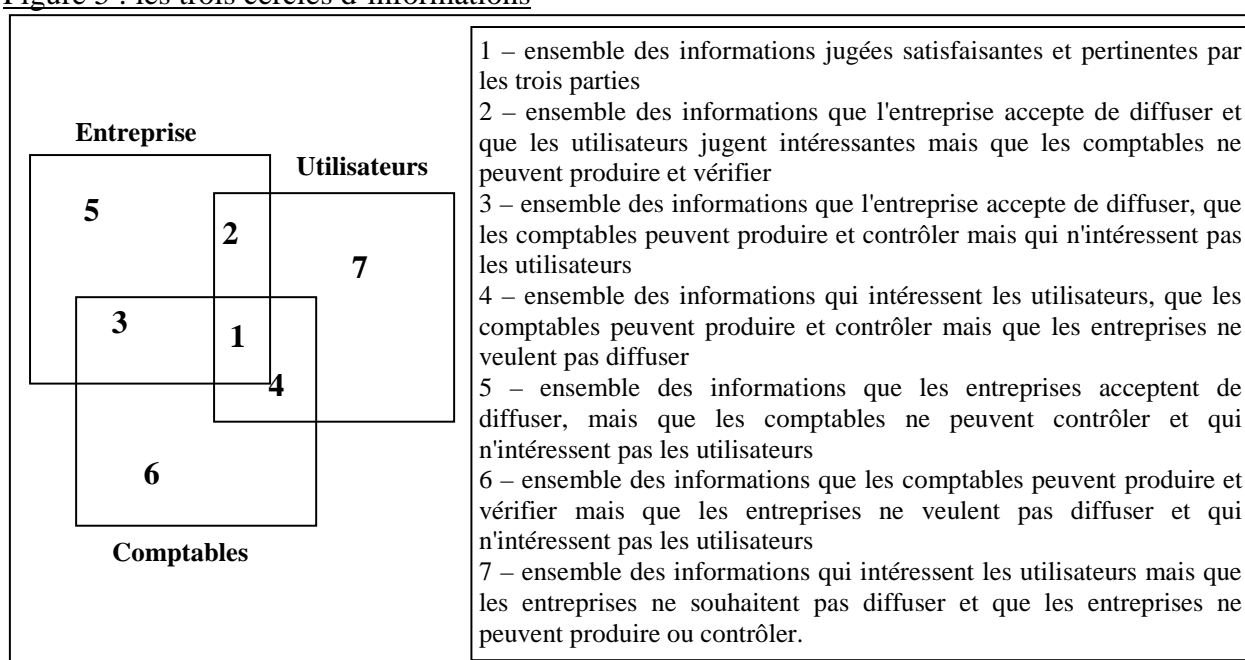 Figure 3 : les trois cercles d'informations
Entreprise
Utilisateurs
5
2
7
3
1
4
6
Comptables
1 – ensemble des informations jugées satisfaisantes et pertinentes par
les trois parties
2 – ensemble des informations que l'entreprise accepte de diffuser et
que les utilisateurs jugent intéressantes mais que les comptables ne
peuvent produire et vérifier
3 – ensemble des informations que l'entreprise accepte de diffuser, que
les comptables peuvent produire et contrôler mais qui n'intéressent pas
les utilisateurs
4 – ensemble des informations qui intéressent les utilisateurs, que les
comptables peuvent produire et contrôler mais que les entreprises ne
veulent pas diffuser
5 – ensemble des informations que les entreprises acceptent de
diffuser, mais que les comptables ne peuvent contrôler et qui
n'intéressent pas les utilisateurs
6 – ensemble des informations que les comptables peuvent produire et
vérifier mais que les entreprises ne veulent pas diffuser et qui
n'intéressent pas les utilisateurs
7 – ensemble des informations qui intéressent les utilisateurs mais que
les entreprises ne souhaitent pas diffuser et que les entreprises ne
peuvent produire ou contrôler.